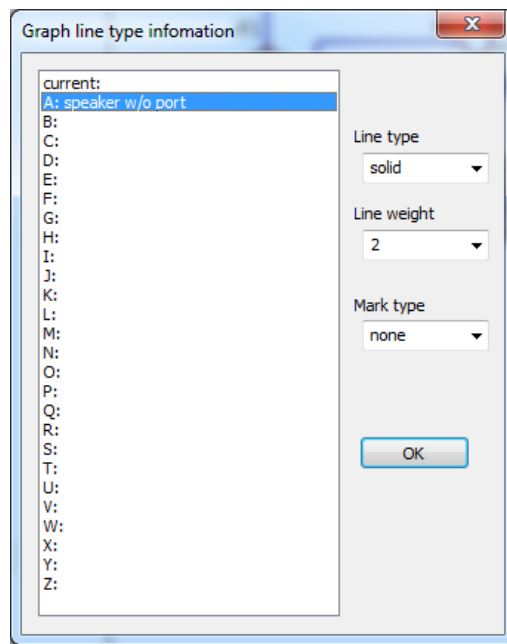 Graph line type infomation
current:
A: speaker w/o port
B:
C:
D:
E:
F:
G:
H:
I:
J:
K:
L:
M:
N:
O:
P:
Q:
R:
S:
T:
U:
V:
W:
X:
Y:
Z:
Line type
solid
Line weight
2
Mark type
none
OK